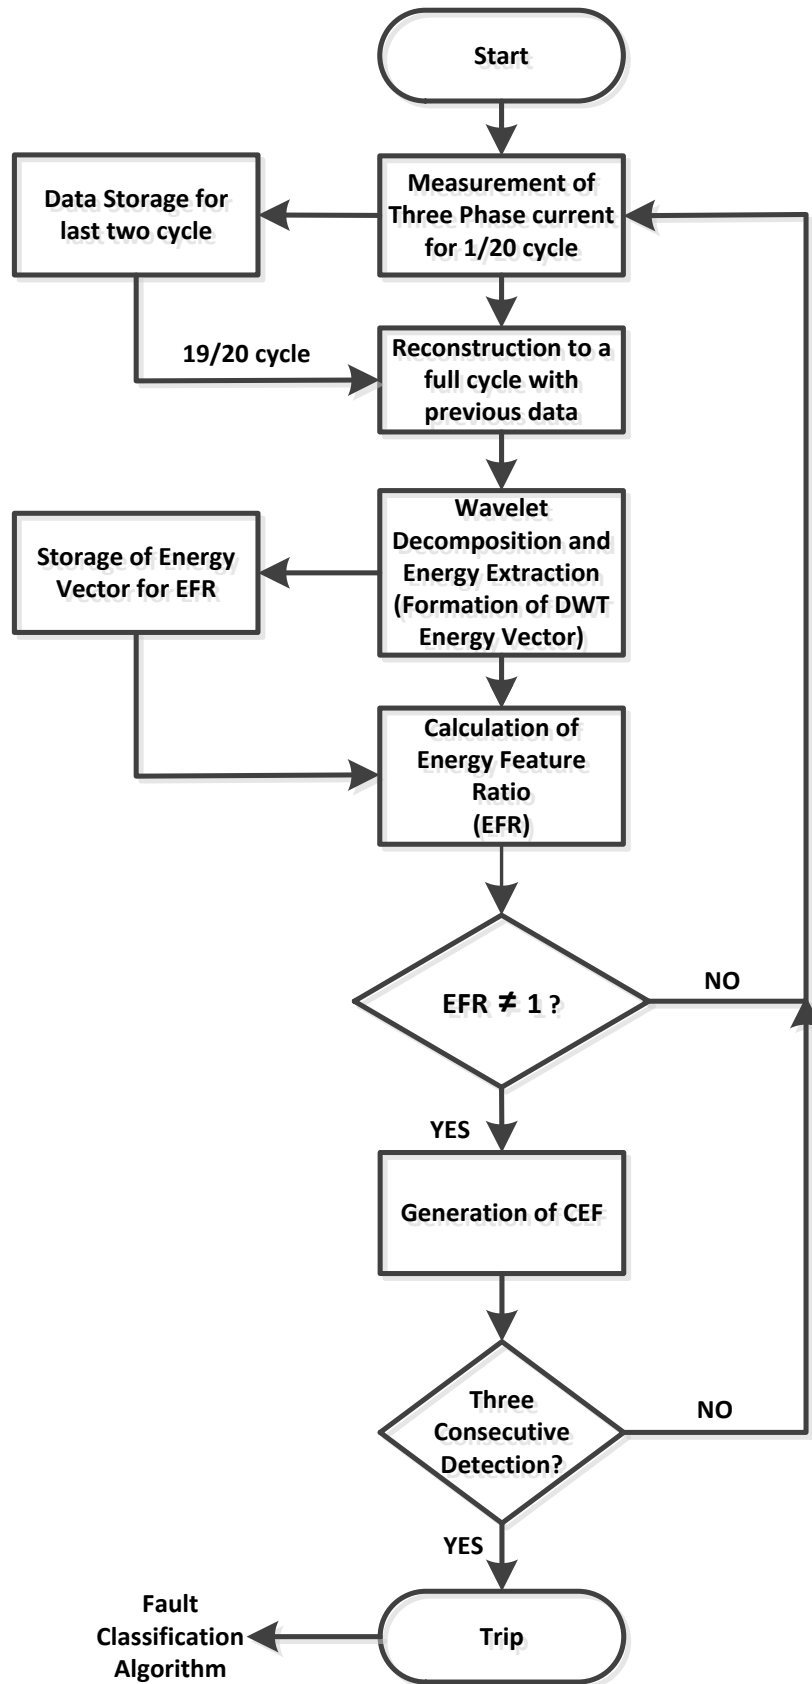 Start
Measurement of
Three Phase current
for 1/20 cycle
Data Storage for
last two cycle
19/20 cycle
Reconstruction to a
full cycle with
previous data
Wavelet
Decomposition and
Energy Extraction
(Formation of DWT
Energy Vector)
Storage of Energy
Vector for EFR
Calculation of
Energy Feature
Ratio
(EFR)
EFR ≠ 1 ?
NO
YES
Generation of CEF
Three
Consecutive
Detection?
NO
YES
Trip
Fault
Classification
Algorithm